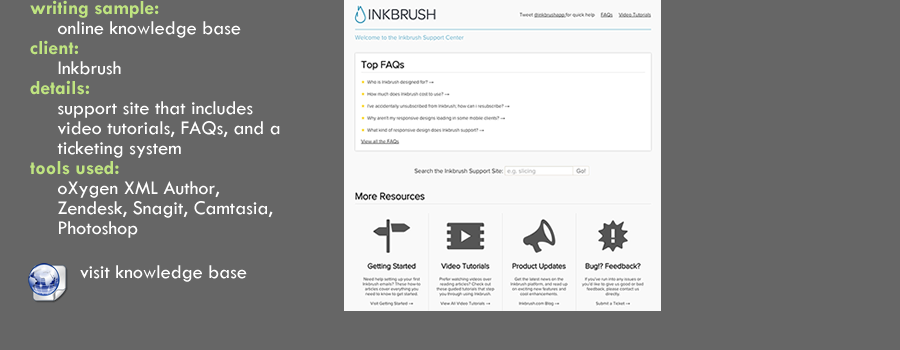 writing sample:
online knowledge base
client:
Inkbrush
details:
support site that includes
video tutorials, FAQs, and a
ticketing system
tools used:
oXygen XML Author,
Zendesk, Snagit, Camtasia,
Photoshop
visit knowledge base
INKBRUSH
Tweet @inkbrushapp for quick help FAQs Video Tutorials
Welcome to the Inkbrush Support Center
Top FAQs
Who is Inkbrush designed for? →
How much does Inkbrush cost to use? →
I've accidentally unsubscribed from Inkbrush, how can I resubscribe? →
Why aren't my responsive designs loading in some mobile clients? →
What kind of responsive design does Inkbrush support? →
View all the FAQs
Search the Inkbrush Support Site: e.g. slicing Go!
More Resources
Getting Started
Need help setting up your first
Inkbrush emails? These how-to
articles cover everything you
need to know to get started.
Visit Getting Started →
Video Tutorials
Prefer watching videos over
reading articles? Check out
these guided tutorials that step
you through using Inkbrush.
View All Video Tutorials →
Product Updates
Get the latest news on the
Inkbrush platform, and read up
on exciting new features and
cool enhancements.
Inkbrush.com Blog →
Bug!? Feedback?
If you've run into any issues or
you'd like to give us good or bad
feedback, please contact us
directly.
Submit a Ticket →